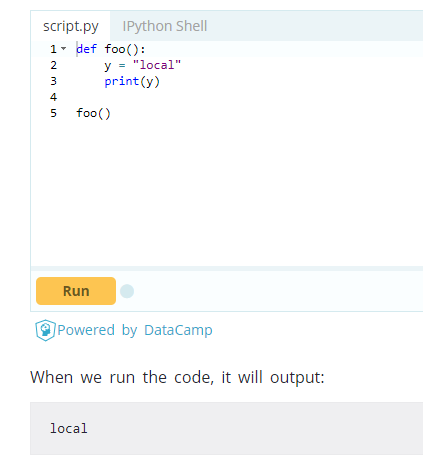 script.py IPython Shell
1 def foo():
2     y = "local"
3     print(y)
4
5 foo()
Run
Powered by DataCamp
When we run the code, it will output:
local